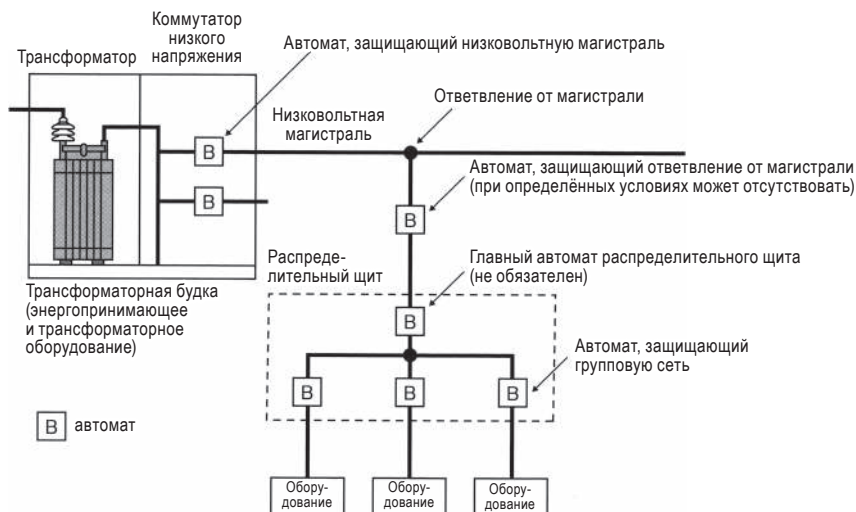 Коммутатор
низкого
напряжения
Трансформатор
Автомат, защищающий низковольтную магистраль
Низковольтная
магистраль
Ответвление от магистрали
В
В
Автомат, защищающий ответвление от магистрали
(при определённых условиях может отсутствовать)
В
Распреде-
лительный щит
Главный автомат распределительного щита
(не обязателен)
Трансформаторная будка
(энергопринимающее
и трансформаторное
оборудование)
В
Автомат, защищающий
групповую сеть
В
В
В
В автомат
Обору-
дование
Обору-
дование
Обору-
дование